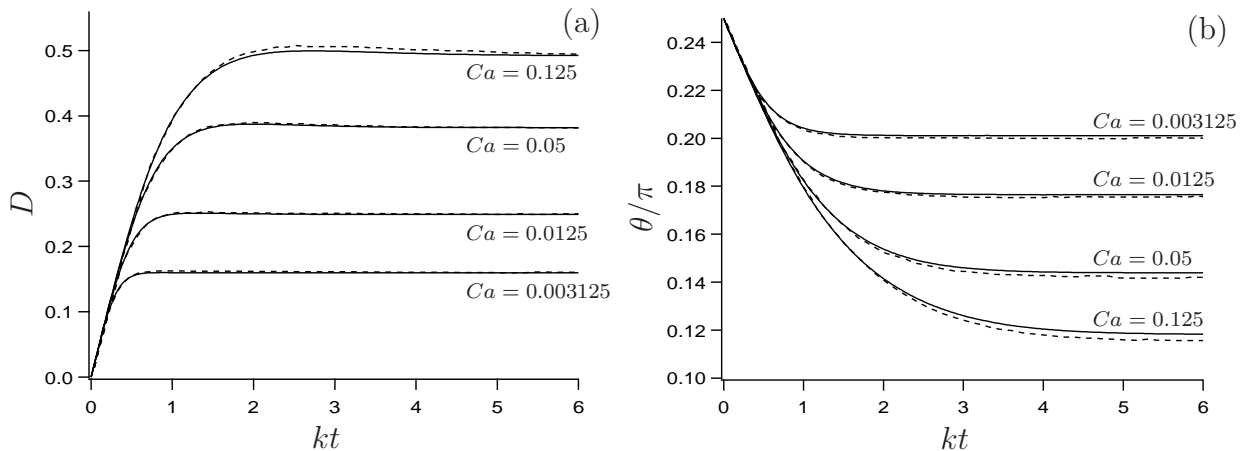 (a)
0.5
0.4
0.3
0.2
0.1
0.0
D
Ca = 0.125
Ca = 0.05
Ca = 0.0125
Ca = 0.003125
0 1 2 3 4 5 6
kt
(b)
0.24
0.22
0.20
0.18
0.16
0.14
0.12
0.10
θ/π
Ca = 0.003125
Ca = 0.0125
Ca = 0.05
Ca = 0.125
0 1 2 3 4 5 6
kt